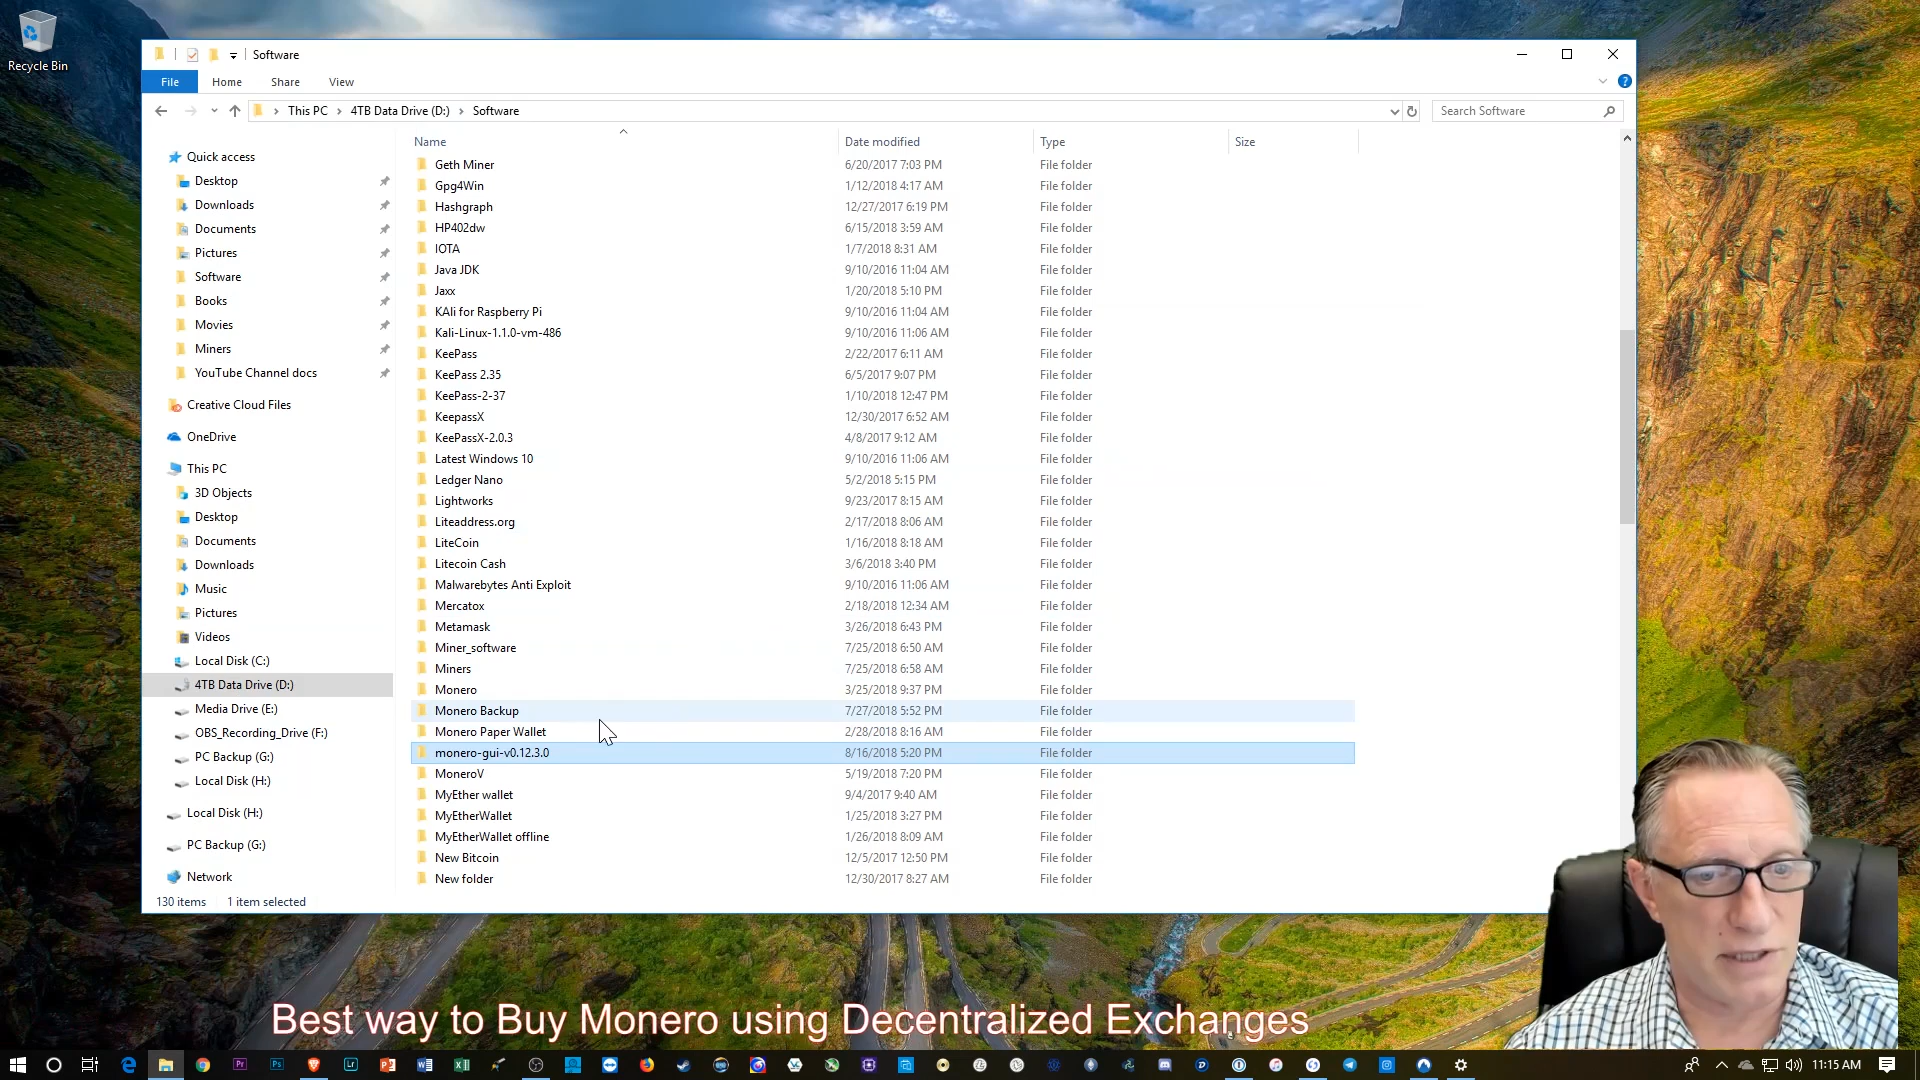 Recycle Bin
Software
File Home Share View
This PC 4TB Data Drive (D:) Software
Search Software
Name Date modified Type Size
Quick access
Desktop
Downloads
Documents
Pictures
Software
Books
Movies
Miners
YouTube Channel docs
Creative Cloud Files
OneDrive
This PC
3D Objects
Desktop
Documents
Downloads
Music
Pictures
Videos
Local Disk (C:)
4TB Data Drive (D:)
Media Drive (E:)
OBS_Recording_Drive (F:)
PC Backup (G:)
Local Disk (H:)
Local Disk (H:)
PC Backup (G:)
Network
Geth Miner 6/20/2017 7:03 PM File folder
Gpg4Win 1/12/2018 4:17 AM File folder
Hashgraph 12/27/2017 6:19 PM File folder
HP402dw 6/15/2018 3:59 AM File folder
IOTA 1/7/2018 8:31 AM File folder
Java JDK 9/10/2016 11:04 AM File folder
Jaxx 1/20/2018 5:10 PM File folder
KAli for Raspberry Pi 9/10/2016 11:04 AM File folder
Kali-Linux-1.1.0-vm-486 9/10/2016 11:06 AM File folder
KeePass 2/22/2017 6:11 AM File folder
KeePass 2.35 6/5/2017 9:07 PM File folder
KeePass-2-37 1/10/2018 12:47 PM File folder
KeepassX 12/30/2017 6:52 AM File folder
KeePassX-2.0.3 4/8/2017 9:12 AM File folder
Latest Windows 10 9/10/2016 11:06 AM File folder
Ledger Nano 5/2/2018 5:15 PM File folder
Lightworks 9/23/2017 8:15 AM File folder
Liteaddress.org 2/17/2018 8:06 AM File folder
LiteCoin 1/16/2018 8:18 AM File folder
Litecoin Cash 3/6/2018 3:40 PM File folder
Malwarebytes Anti Exploit 9/10/2016 11:06 AM File folder
Mercatox 2/18/2018 12:34 AM File folder
Metamask 3/26/2018 6:43 PM File folder
Miner_software 7/25/2018 6:50 AM File folder
Miners 7/25/2018 6:58 AM File folder
Monero 3/25/2018 9:37 PM File folder
Monero Backup 7/27/2018 5:52 PM File folder
Monero Paper Wallet 2/28/2018 8:16 AM File folder
monero-gui-v0.12.3.0 8/16/2018 5:20 PM File folder
MoneroV 5/19/2018 7:20 PM File folder
MyEther wallet 9/4/2017 9:40 AM File folder
MyEtherWallet 1/25/2018 3:27 PM File folder
MyEtherWallet offline 1/26/2018 8:09 AM File folder
New Bitcoin 12/5/2017 12:50 PM File folder
New folder 12/30/2017 8:27 AM File folder
130 items 1 item selected
Best way to Buy Monero using Decentralized Exchanges
11:15 AM